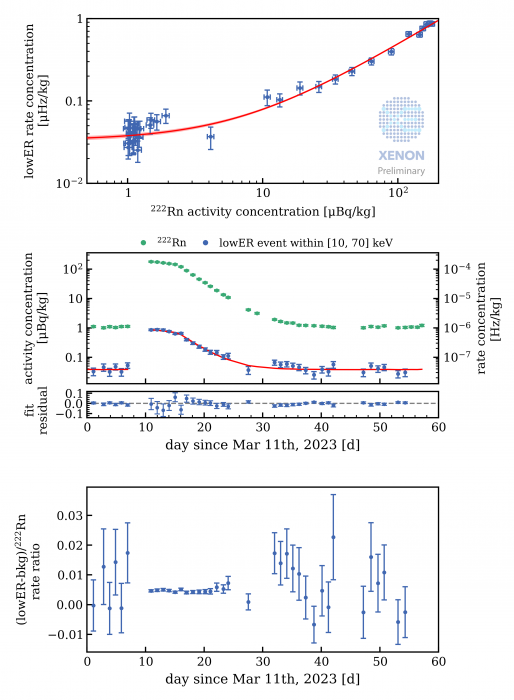 1
0.1
10⁻²
lowER rate concentration
[μHz/kg]
1
10
10²
²²²Rn activity concentration [μBq/kg]
XENON
Preliminary
²²²Rn
lowER event within [10, 70] keV
10²
10
1
0.1
activity concentration
[μBq/kg]
10⁻⁴
10⁻⁵
10⁻⁶
10⁻⁷
rate concentration
[Hz/kg]
0.1
0.0
−0.1
fit
residual
0
10
20
30
40
50
60
day since Mar 11th, 2023 [d]
0.03
0.02
0.01
0.00
−0.01
(lowER-bkg)/²²²Rn
rate ratio
0
10
20
30
40
50
60
day since Mar 11th, 2023 [d]